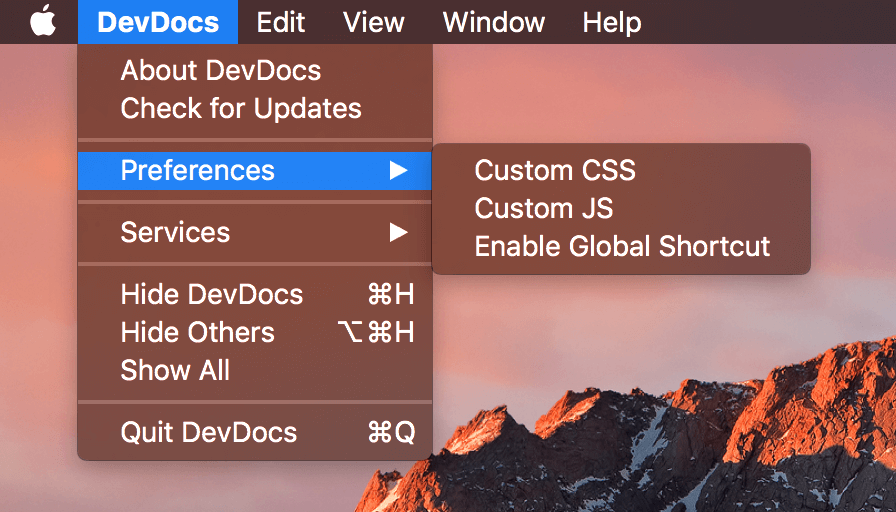 DevDocs Edit View Window Help
About DevDocs
Check for Updates
Preferences ▶
Custom CSS
Custom JS
Enable Global Shortcut
Services ▶
Hide DevDocs ⌘H
Hide Others ⌥⌘H
Show All
Quit DevDocs ⌘Q